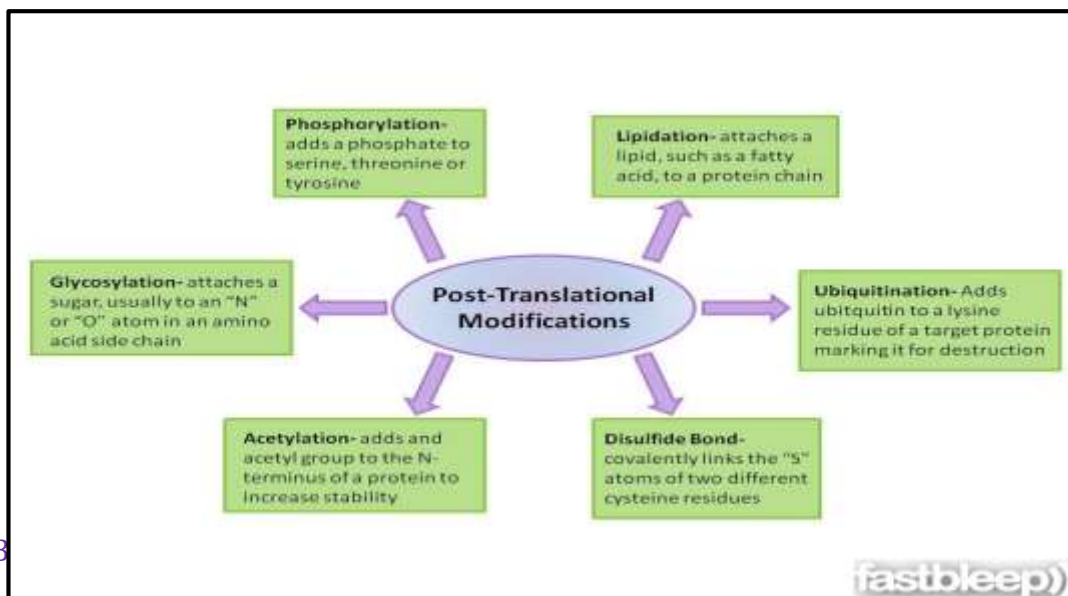 Phosphorylation-
adds a phosphate to
serine, threonine or
tyrosine
Lipidation- attaches a
lipid, such as a fatty
acid, to a protein chain
Glycosylation- attaches a
sugar, usually to an "N"
or "O" atom in an amino
acid side chain
Post-Translational
Modifications
Ubiquitination- Adds
ubitquitin to a lysine
residue of a target protein
marking it for destruction
Acetylation- adds and
acetyl group to the N-
terminus of a protein to
increase stability
Disulfide Bond-
covalently links the "S"
atoms of two different
cysteine residues
fastbleep))